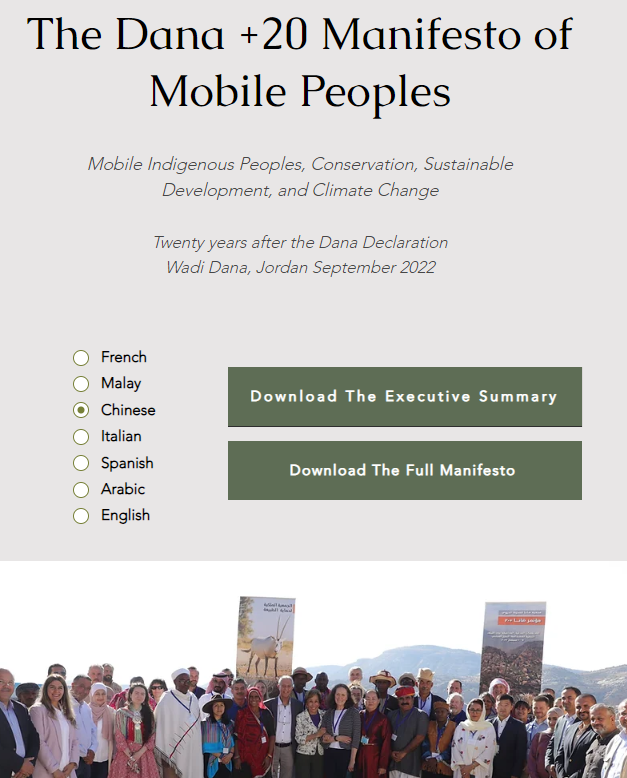 The Dana +20 Manifesto of
Mobile Peoples
Mobile Indigenous Peoples, Conservation, Sustainable
Development, and Climate Change
Twenty years after the Dana Declaration
Wadi Dana, Jordan September 2022
French
Malay
Chinese
Italian
Spanish
Arabic
English
Download The Executive Summary
Download The Full Manifesto